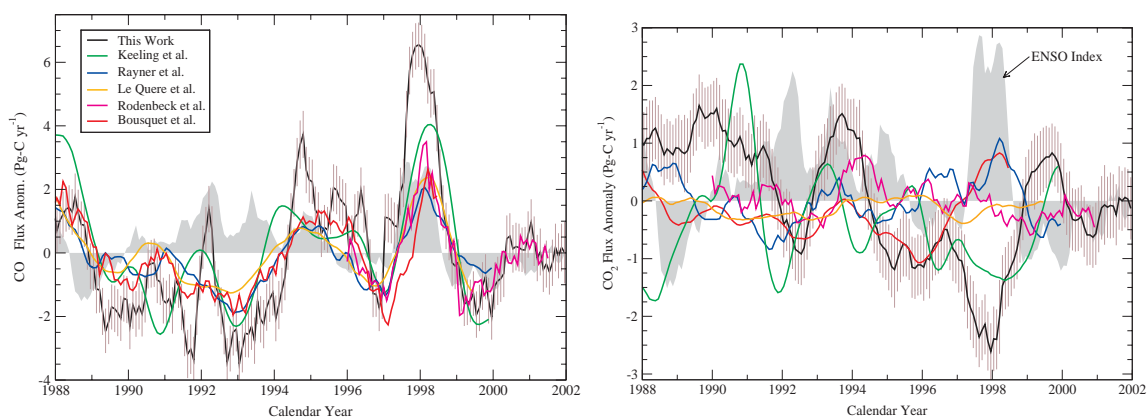 CO Flux Anom. (Pg-C yr-1)
6
4
2
0
-2
-4
This Work
Keeling et al.
Rayner et al.
Le Quere et al.
Rodenbeck et al.
Bousquet et al.
1988 1990 1992 1994 1996 1998 2000 2002
Calendar Year
CO2 Flux Anomaly (Pg-C yr-1)
3
2
1
0
-1
-2
-3
ENSO Index
1988 1990 1992 1994 1996 1998 2000 2002
Calendar Year